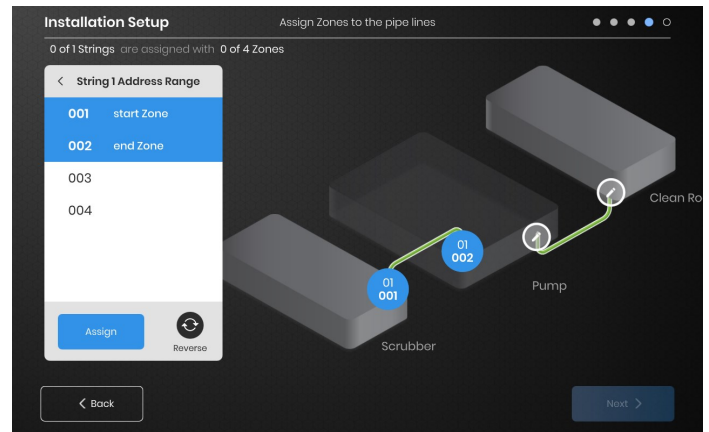 Installation Setup
Assign Zones to the pipe lines
0 of 1 Strings are assigned with 0 of 4 Zones
String 1 Address Range
001 start Zone
002 end Zone
003
004
Assign
Reverse
01
002
01
001
Clean Ro
Pump
Scrubber
Back
Next